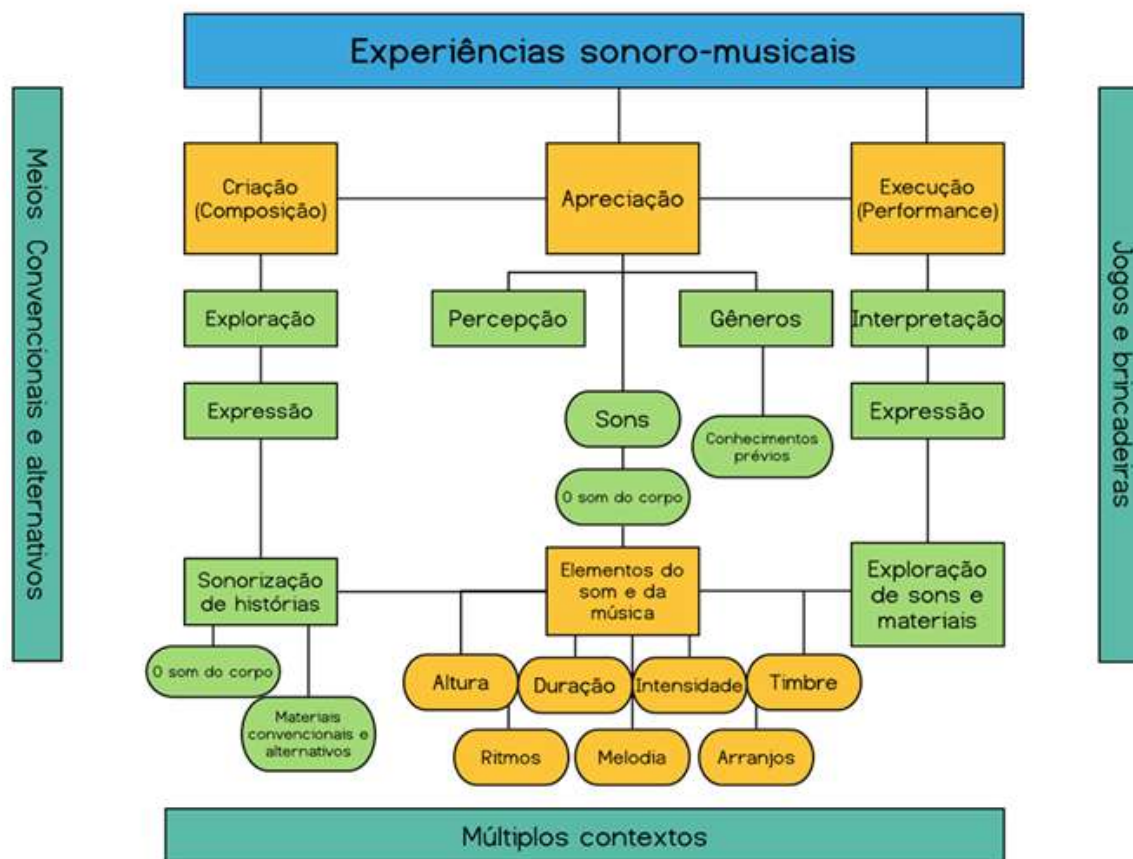 Experiências sonoro-musicais
Meios Convencionais e alternativos
Jogos e brincadeiras
Criação
(Composição)
Apreciação
Execução
(Performance)
Exploração
Percepção
Gêneros
Interpretação
Expressão
Sons
Conhecimentos
prévios
Expressão
O som do corpo
Sonorização
de histórias
Elementos do
som e da
música
Exploração
de sons e
materiais
O som do corpo
Materiais
convencionais e
alternativos
Altura
Duração
Intensidade
Timbre
Ritmos
Melodia
Arranjos
Múltiplos contextos